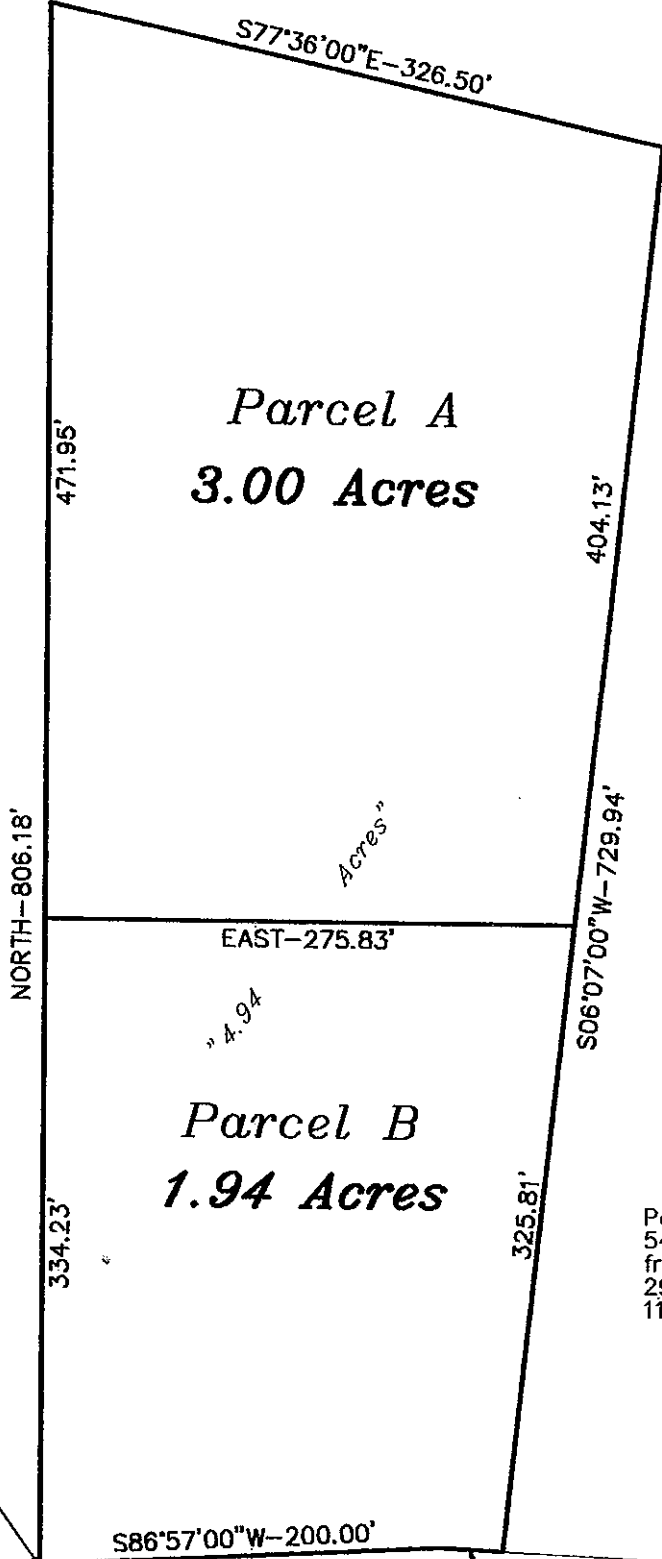 S77°36'00"E-326.50'
Parcel A
3.00 Acres
471.95'
404.13'
NORTH-806.18'
S06°07'00"W-729.94'
Acres"
EAST-275.83'
" 4.94
Parcel B
1.94 Acres
334.23'
325.81'
S86°57'00"W-200.00'